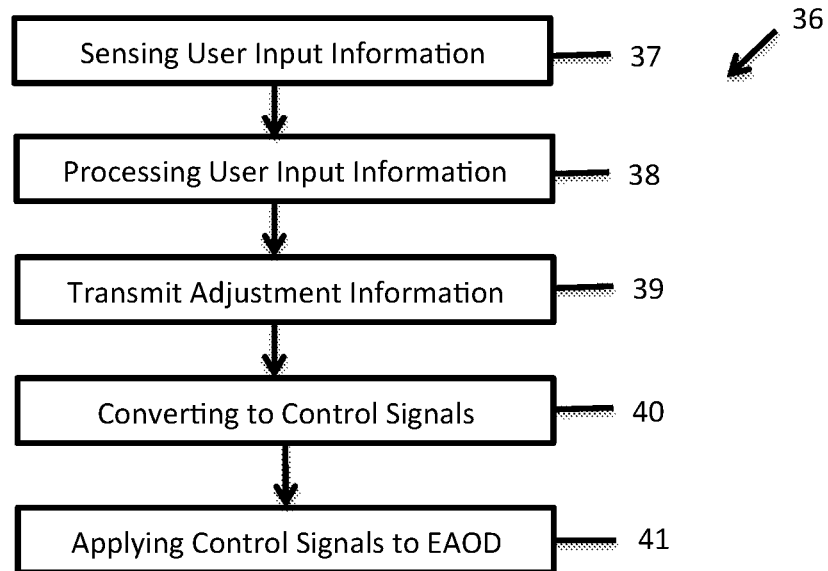 36
Sensing User Input Information 37
Processing User Input Information 38
Transmit Adjustment Information 39
Converting to Control Signals 40
Applying Control Signals to EAOD 41